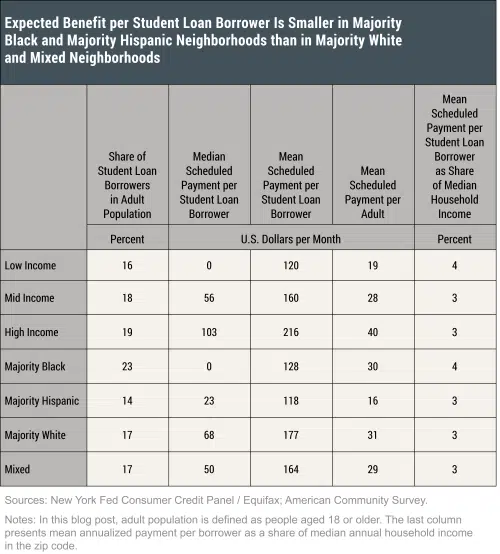 Expected Benefit per Student Loan Borrower Is Smaller in Majority
Black and Majority Hispanic Neighborhoods than in Majority White
and Mixed Neighborhoods
Share of
Student Loan
Borrowers
in Adult
Population
Median
Scheduled
Payment per
Student Loan
Borrower
Mean
Scheduled
Payment per
Student Loan
Borrower
Mean
Scheduled
Payment per
Adult
Mean
Scheduled
Payment per
Student Loan
Borrower
as Share
of Median
Household
Income
Percent U.S. Dollars per Month Percent
Low Income 16 0 120 19 4
Mid Income 18 56 160 28 3
High Income 19 103 216 40 3
Majority Black 23 0 128 30 4
Majority Hispanic 14 23 118 16 3
Majority White 17 68 177 31 3
Mixed 17 50 164 29 3
Sources: New York Fed Consumer Credit Panel / Equifax; American Community Survey.
Notes: In this blog post, adult population is defined as people aged 18 or older. The last column
presents mean annualized payment per borrower as a share of median annual household income
in the zip code.